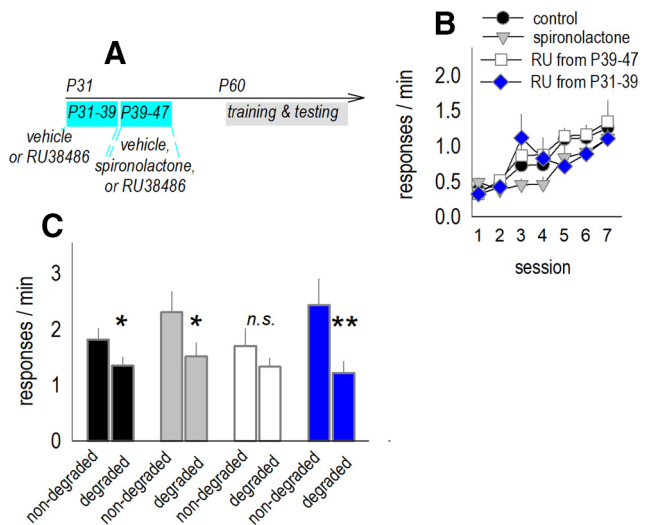 A
P31
P60
P31-39 P39-47
training & testing
vehicle
or RU38486
vehicle,
spironolactone,
or RU38486
B
control
spironolactone
RU from P39-47
RU from P31-39
responses / min
2.0
1.5
1.0
0.5
0.0
1 2 3 4 5 6 7
session
C
responses / min
3
2
1
0
* * n.s. **
non-degraded
degraded
non-degraded
degraded
non-degraded
degraded
non-degraded
degraded